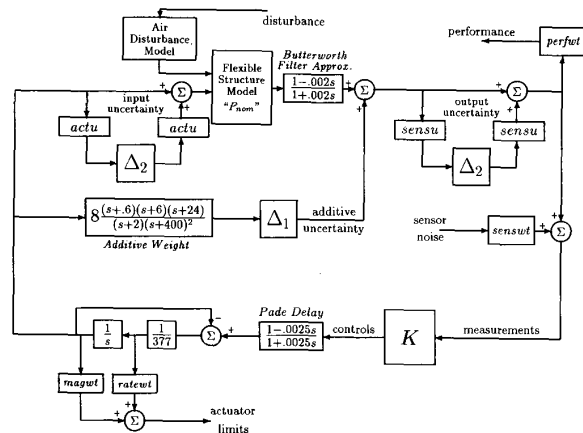 disturbance
Air
Disturbance
Model
performance
perfwt
Flexible
Structure
Model
"P_nom"
Butterworth
Filter Approx.
1−.002s
1+.002s
input
uncertainty
+
Σ
+
actu
actu
Δ₂
+
Σ
+
+
Σ
+
output
uncertainty
sensu
sensu
Δ₂
8 (s+.6)(s+6)(s+24)
(s+2)(s+400)²
Additive Weight
Δ₁
additive
uncertainty
sensor
noise
senswt
+
+
Σ
1
s
1
377
−
Σ
+
Pade Delay
1−.0025s
1+.0025s
controls
K
measurements
magwt
ratewt
+
+
Σ
actuator
limits